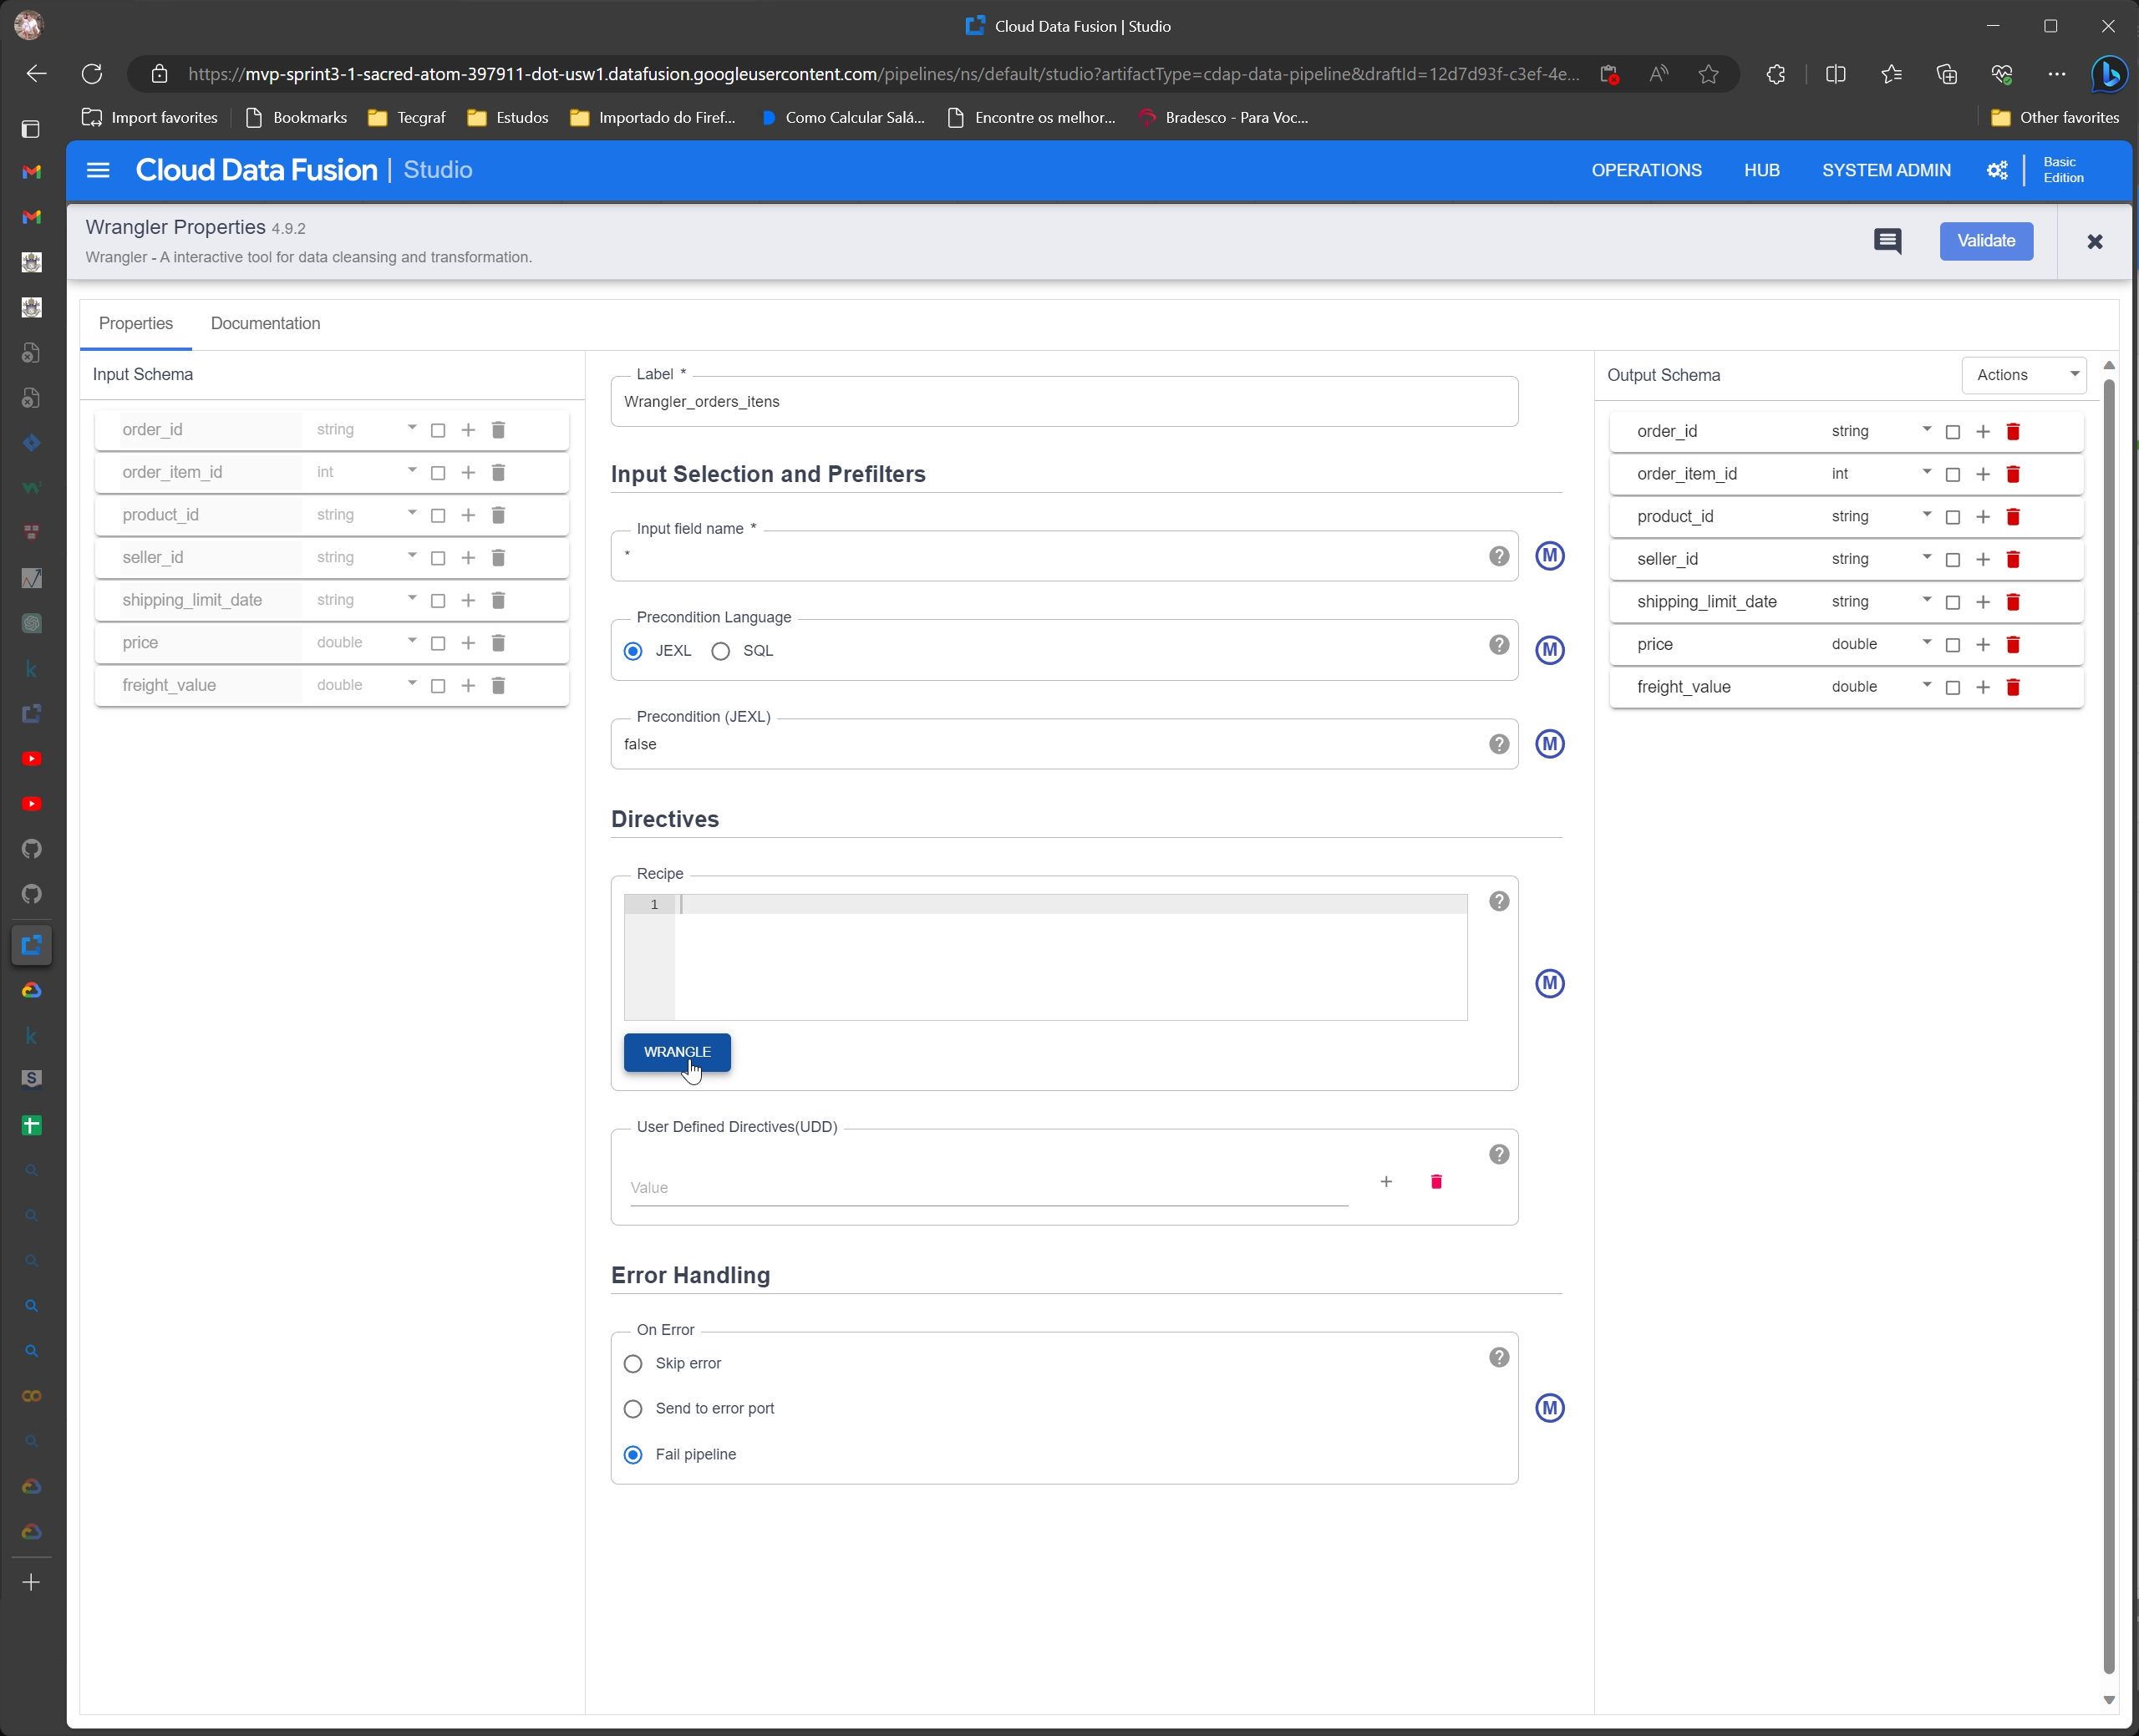 Cloud Data Fusion | Studio
https://mvp-sprint3-1-sacred-atom-397911-dot-usw1.datafusion.googleusercontent.com/pipelines/ns/default/studio?artifactType=cdap-data-pipeline&draftId=12d7d93f-c3ef-4e...
Import favorites Bookmarks Tecgraf Estudos Importado do Firef... Como Calcular Salá... Encontre os melhor... Bradesco - Para Voc... Other favorites
Cloud Data Fusion | Studio OPERATIONS HUB SYSTEM ADMIN Basic
Edition
Wrangler Properties 4.9.2
Wrangler - A interactive tool for data cleansing and transformation.
Validate
Properties Documentation
Input Schema
order_id string
order_item_id int
product_id string
seller_id string
shipping_limit_date string
price double
freight_value double
Label *
Wrangler_orders_itens
Input Selection and Prefilters
Input field name *
*
M
Precondition Language
JEXL SQL
M
Precondition (JEXL)
false
M
Directives
Recipe
1
M
WRANGLE
User Defined Directives(UDD)
Value
Error Handling
On Error
Skip error
Send to error port
M
Fail pipeline
Output Schema Actions
order_id string
order_item_id int
product_id string
seller_id string
shipping_limit_date string
price double
freight_value double